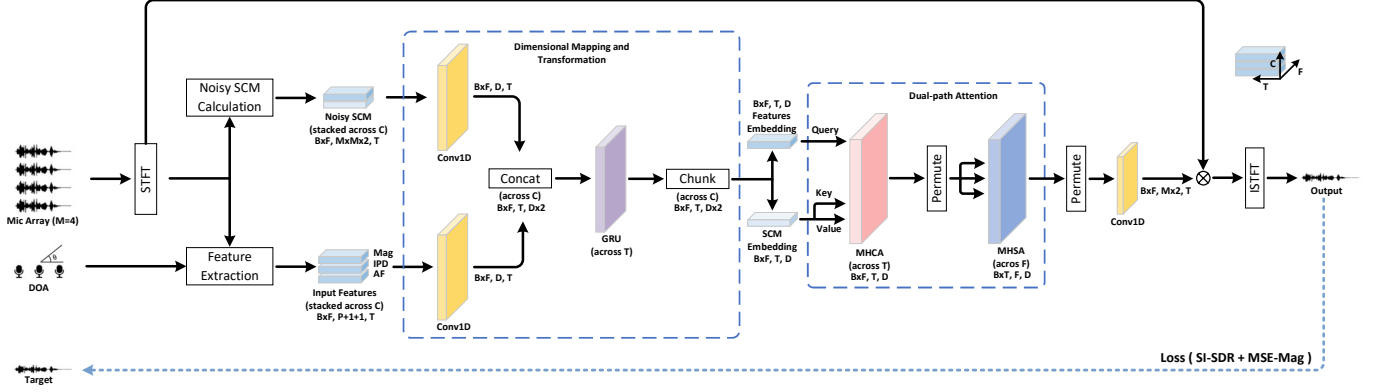 Mic Array (M=4)
θ
DOA
STFT
Noisy SCM
Calculation
Feature
Extraction
Noisy SCM
(stacked across C)
BxF, MxMx2, T
Mag
IPD
AF
Input Features
(stacked across C)
BxF, P+1+1, T
Dimensional Mapping and
Transformation
Conv1D
BxF, D, T
Conv1D
BxF, D, T
Concat
(across C)
BxF, T, Dx2
GRU
(across T)
Chunk
(across C)
BxF, T, Dx2
BxF, T, D
Features
Embedding
SCM
Embedding
BxF, T, D
Dual-path Attention
Query
Key
Value
MHCA
(across T)
BxF, T, D
Permute
MHSA
(acros F)
BxT, F, D
Permute
Conv1D
BxF, Mx2, T
ISTFT
Output
C
F
T
Loss ( SI-SDR + MSE-Mag )
Target